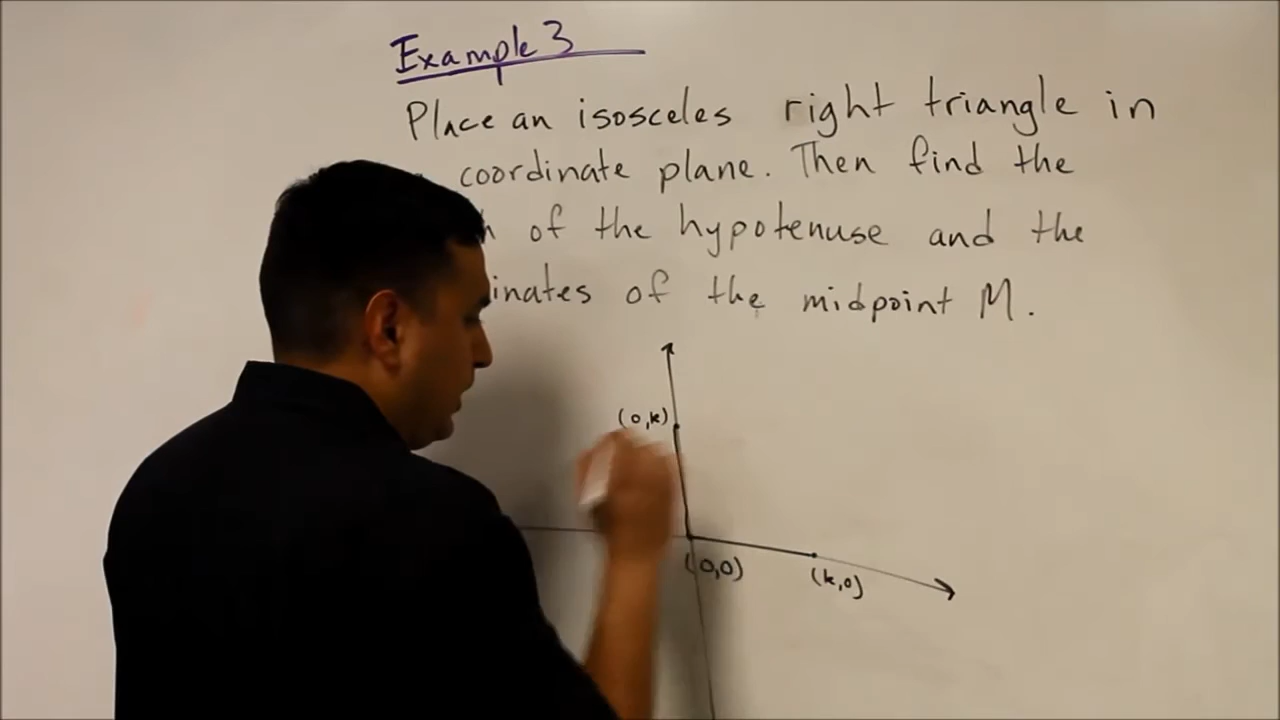 Example 3
Place an isosceles right triangle in
coordinate plane. Then find the
of the hypotenuse and the
inates of the midpoint M.
(0,k)
(0,0)
(k,0)